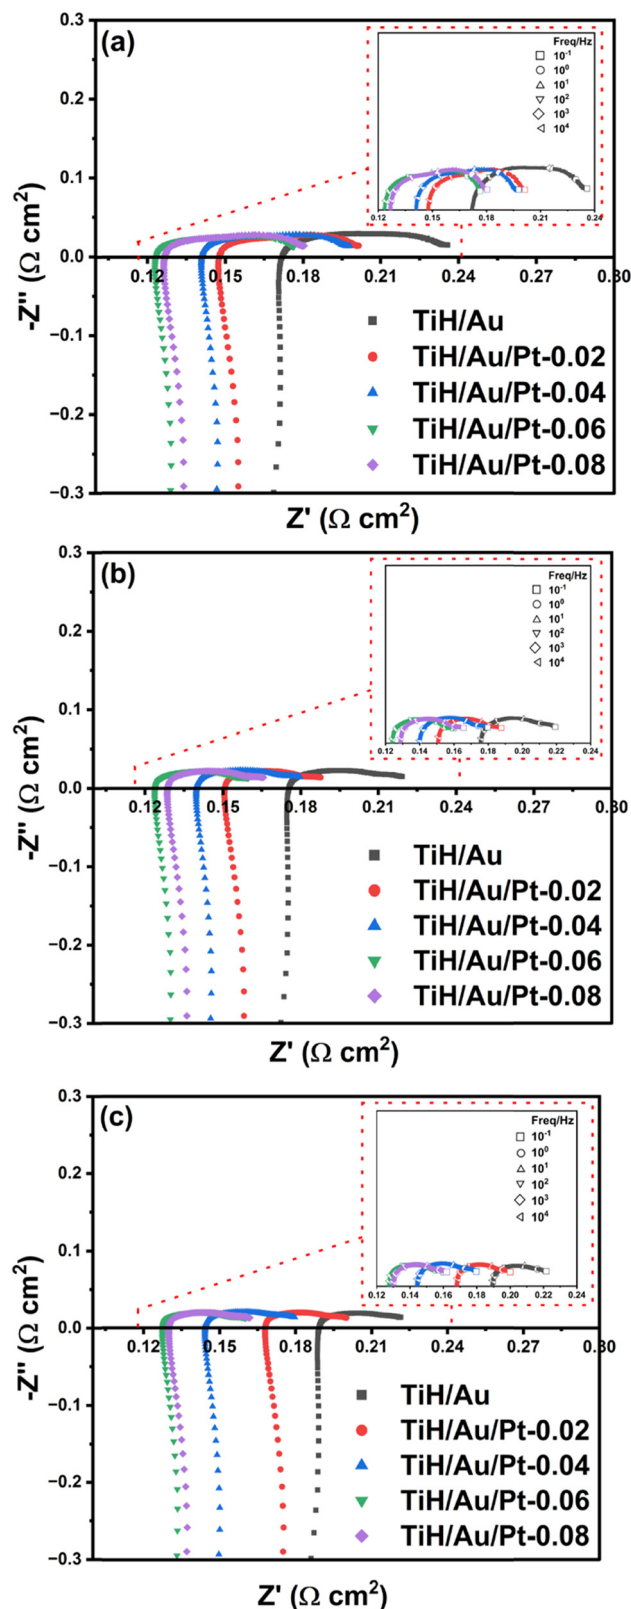 (a)
Freq/Hz
10⁻¹
10⁰
10¹
10²
10³
10⁴
0.12 0.15 0.18 0.21 0.24
0.3
0.2
0.1
0.0
-0.1
-0.2
-0.3
0.12 0.15 0.18 0.21 0.24 0.27 0.30
-Z" (Ω cm²)
TiH/Au
TiH/Au/Pt-0.02
TiH/Au/Pt-0.04
TiH/Au/Pt-0.06
TiH/Au/Pt-0.08
Z' (Ω cm²)
(b)
Freq/Hz
10⁻¹
10⁰
10¹
10²
10³
10⁴
0.12 0.14 0.16 0.18 0.20 0.22 0.24
0.3
0.2
0.1
0.0
-0.1
-0.2
-0.3
0.12 0.15 0.18 0.21 0.24 0.27 0.30
-Z" (Ω cm²)
TiH/Au
TiH/Au/Pt-0.02
TiH/Au/Pt-0.04
TiH/Au/Pt-0.06
TiH/Au/Pt-0.08
Z' (Ω cm²)
(c)
Freq/Hz
10⁻¹
10⁰
10¹
10²
10³
10⁴
0.12 0.13 0.14 0.15 0.16 0.17 0.18 0.19 0.20 0.21 0.22 0.24
0.3
0.2
0.1
0.0
-0.1
-0.2
-0.3
0.12 0.15 0.18 0.21 0.24 0.27 0.30
-Z" (Ω cm²)
TiH/Au
TiH/Au/Pt-0.02
TiH/Au/Pt-0.04
TiH/Au/Pt-0.06
TiH/Au/Pt-0.08
Z' (Ω cm²)